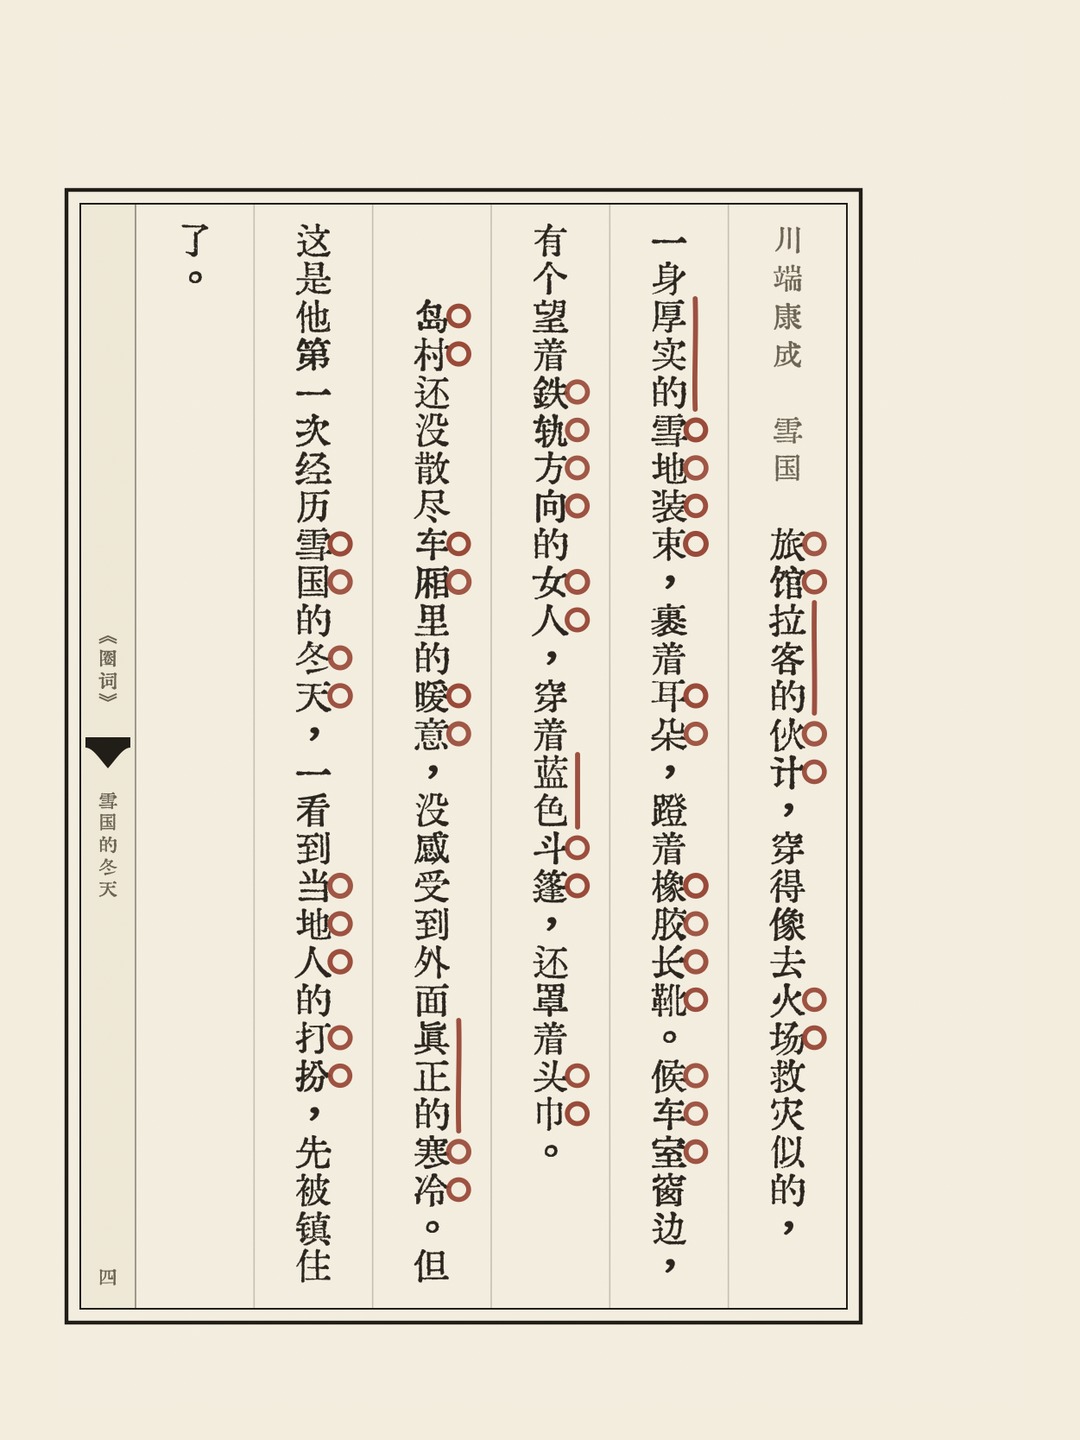 川端康成　雪国　旅馆拉客的伙计，穿得像去火场救灾似的，
一身厚实的雪地装束，裹着耳朵，蹬着橡胶长靴。候车室窗边，
有个望着鉄轨方向的女人，穿着蓝色斗篷，还罩着头巾。
岛村还没散尽车厢里的暖意，没感受到外面眞正的寒冷。但
这是他第一次经历雪国的冬天，一看到当地人的打扮，先被镇住
了。
《圈词》
雪国的冬天
四